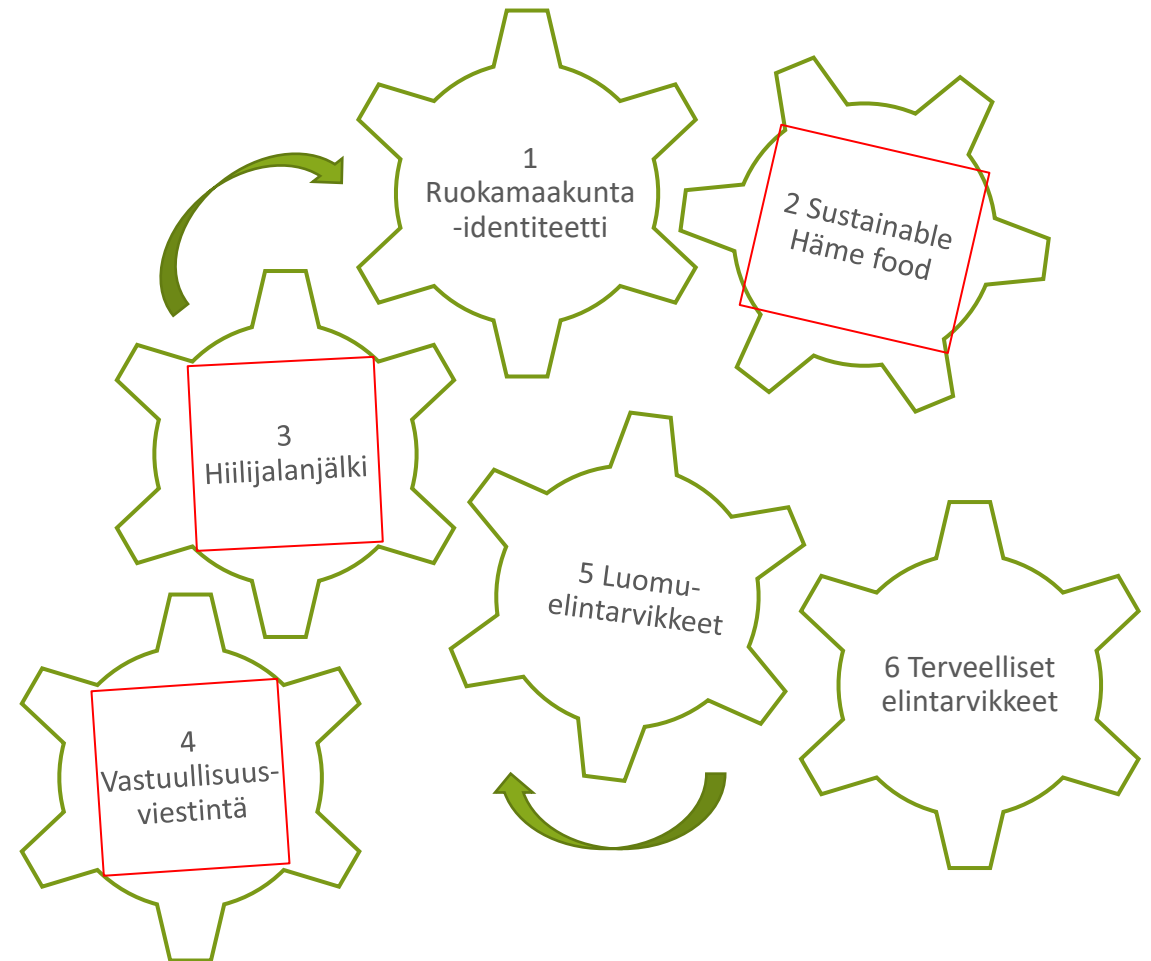 1
Ruokamaakunta
-identiteetti
2 Sustainable
Häme food
3
Hiilijalanjälki
4
Vastuullisuus-
viestintä
5 Luomu-
elintarvikkeet
6 Terveelliset
elintarvikkeet